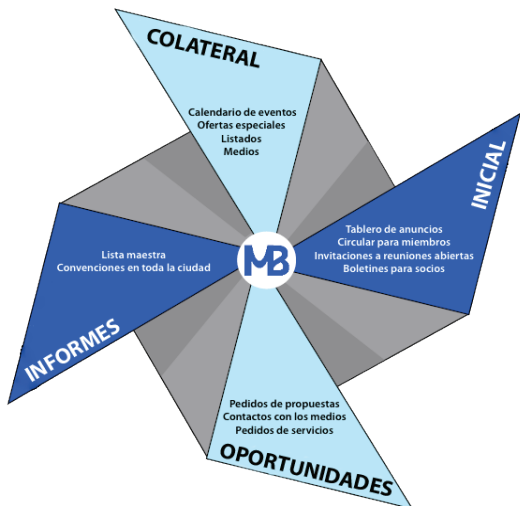 COLATERAL
Calendario de eventos
Ofertas especiales
Listados
Medios
INICIAL
Tablero de anuncios
Circular para miembros
Invitaciones a reuniones abiertas
Boletines para socios
MB
Lista maestra
Convenciones en toda la ciudad
INFORMES
Pedidos de propuestas
Contactos con los medios
Pedidos de servicios
OPORTUNIDADES